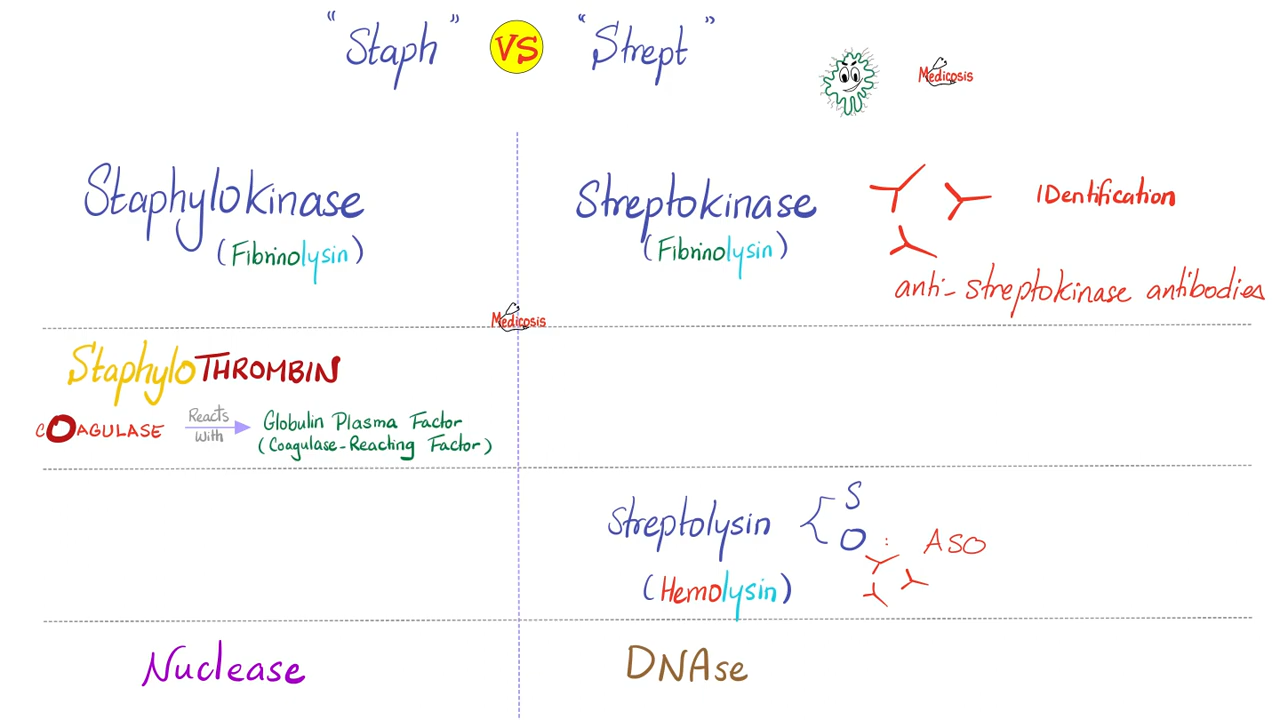 "Staph" VS "Strept"
Medicosis
Staphylokinase
(Fibrinolysin)
Streptokinase
(Fibrinolysin)
IDentification
anti-streptokinase antibodies
Medicosis
StaphyloTHROMBIN
COAGULASE Reacts With Globulin Plasma Factor
(Coagulase-Reacting Factor)
Streptolysin
S
O : ASO
(Hemolysin)
Nuclease
DNAse